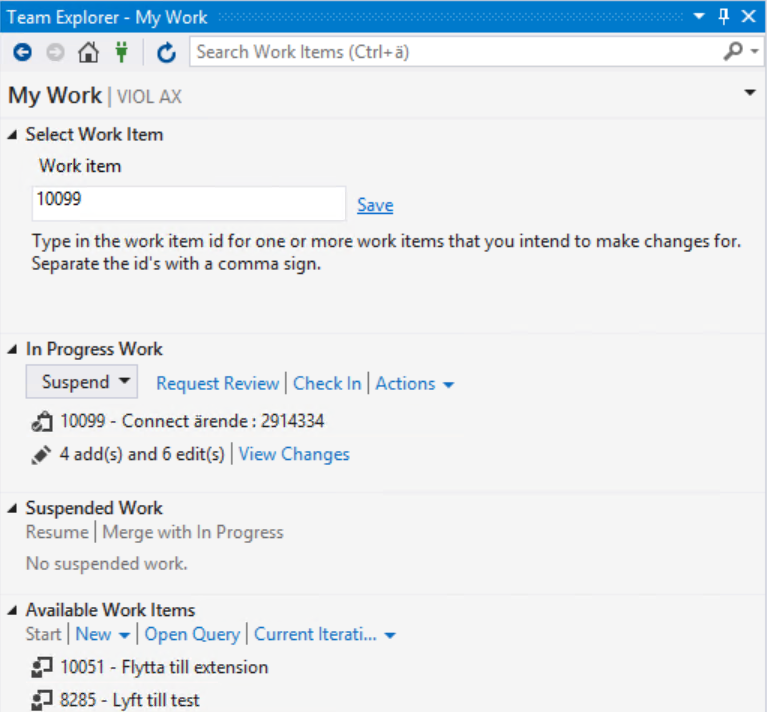 Team Explorer - My Work
Search Work Items (Ctrl+ä)
My Work | VIOL AX
Select Work Item
Work item
10099 Save
Type in the work item id for one or more work items that you intend to make changes for.
Separate the id's with a comma sign.
In Progress Work
Suspend Request Review | Check In | Actions
10099 - Connect ärende : 2914334
4 add(s) and 6 edit(s) | View Changes
Suspended Work
Resume | Merge with In Progress
No suspended work.
Available Work Items
Start | New | Open Query | Current Iterati...
10051 - Flytta till extension
8285 - Lyft till test